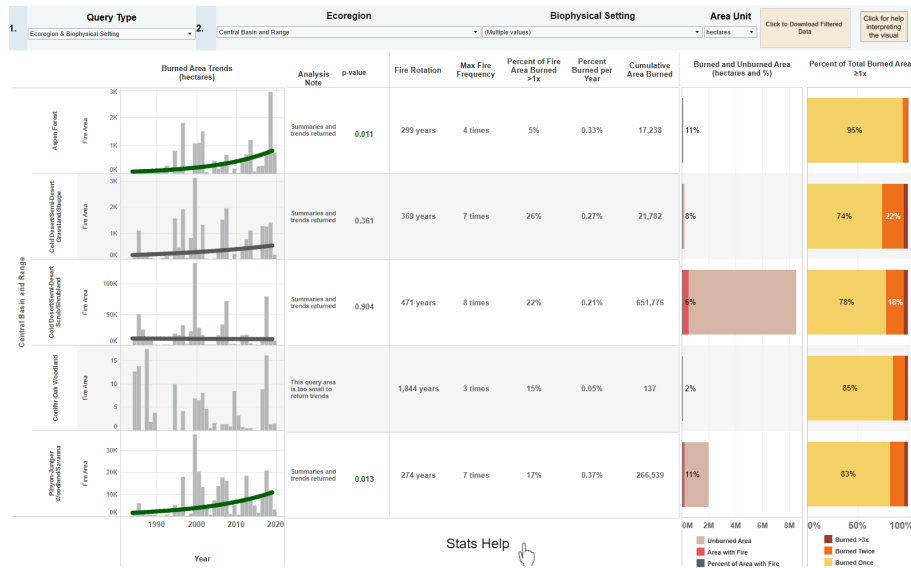 1.
Query Type
Ecoregion & Biophysical Setting
2.
Ecoregion
Central Basin and Range
Biophysical Setting
(Multiple values)
Area Unit
hectares
Click to Download Filtered
Data
Click for help
interpreting
the visual
Burned Area Trends
(hectares)
Analysis
Note
p-value
Fire Rotation
Max Fire
Frequency
Percent of Fire
Area Burned
>1x
Percent
Burned per
Year
Cumulative
Area Burned
Burned and Unburned Area
(hectares and %)
Percent of Total Burned Area
≥1x
Central Basin and Range
Aspen Forest
Fire Area
3K
2K
1K
0K
Summaries and
trends returned
0.011
299 years
4 times
5%
0.33%
17,238
11%
95%
Cold Desert/Semi-Desert
Grassland/Steppe
Fire Area
3K
2K
1K
0K
Summaries and
trends returned
0.361
369 years
7 times
26%
0.27%
21,782
8%
74%
22%
Cold Desert/Semi-Desert
Scrub/Shrubland
Fire Area
100K
50K
0K
Summaries and
trends returned
0.904
471 years
8 times
22%
0.21%
651,776
6%
78%
18%
Conifer-Oak Woodland
Fire Area
15
10
5
0
This query area
is too small to
return trends
1,844 years
3 times
15%
0.05%
137
2%
85%
Pinyon-Juniper
Woodland/Savanna
Fire Area
30K
20K
10K
0K
Summaries and
trends returned
0.013
274 years
7 times
17%
0.37%
266,539
11%
83%
1990
2000
2010
2020
Year
Stats Help
0M
2M
4M
6M
8M
Unburned Area
Area with Fire
Percent of Area with Fire
0%
50%
100%
Burned >3x
Burned Twice
Burned Once